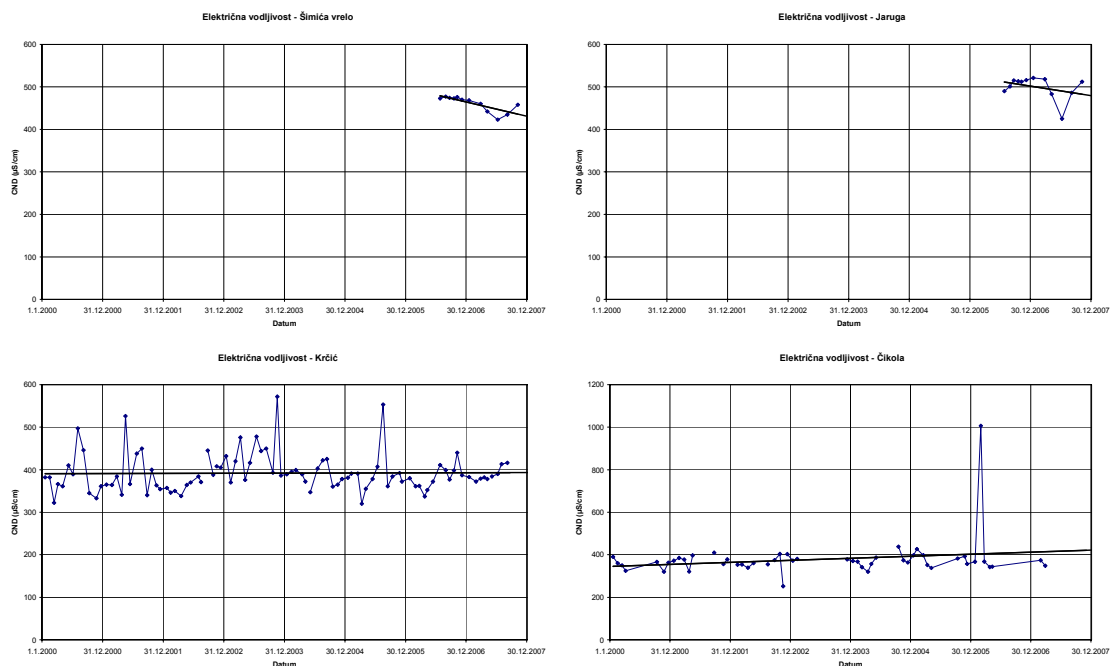 Električna vodljivost - Šimića vrelo
600
500
400
300
200
100
0
CND (µS/cm)
1.1.2000 31.12.2000 31.12.2001 31.12.2002 31.12.2003 30.12.2004 30.12.2005 30.12.2006 30.12.2007
Datum
Električna vodljivost - Jaruga
600
500
400
300
200
100
0
CND (µS/cm)
1.1.2000 31.12.2000 31.12.2001 31.12.2002 31.12.2003 30.12.2004 30.12.2005 30.12.2006 30.12.2007
Datum
Električna vodljivost - Krčić
600
500
400
300
200
100
0
CND (µS/cm)
1.1.2000 31.12.2000 31.12.2001 31.12.2002 31.12.2003 30.12.2004 30.12.2005 30.12.2006 30.12.2007
Datum
Električna vodljivost - Čikola
1200
1000
800
600
400
200
0
CND (µS/cm)
1.1.2000 31.12.2000 31.12.2001 31.12.2002 31.12.2003 30.12.2004 30.12.2005 30.12.2006 30.12.2007
Datum